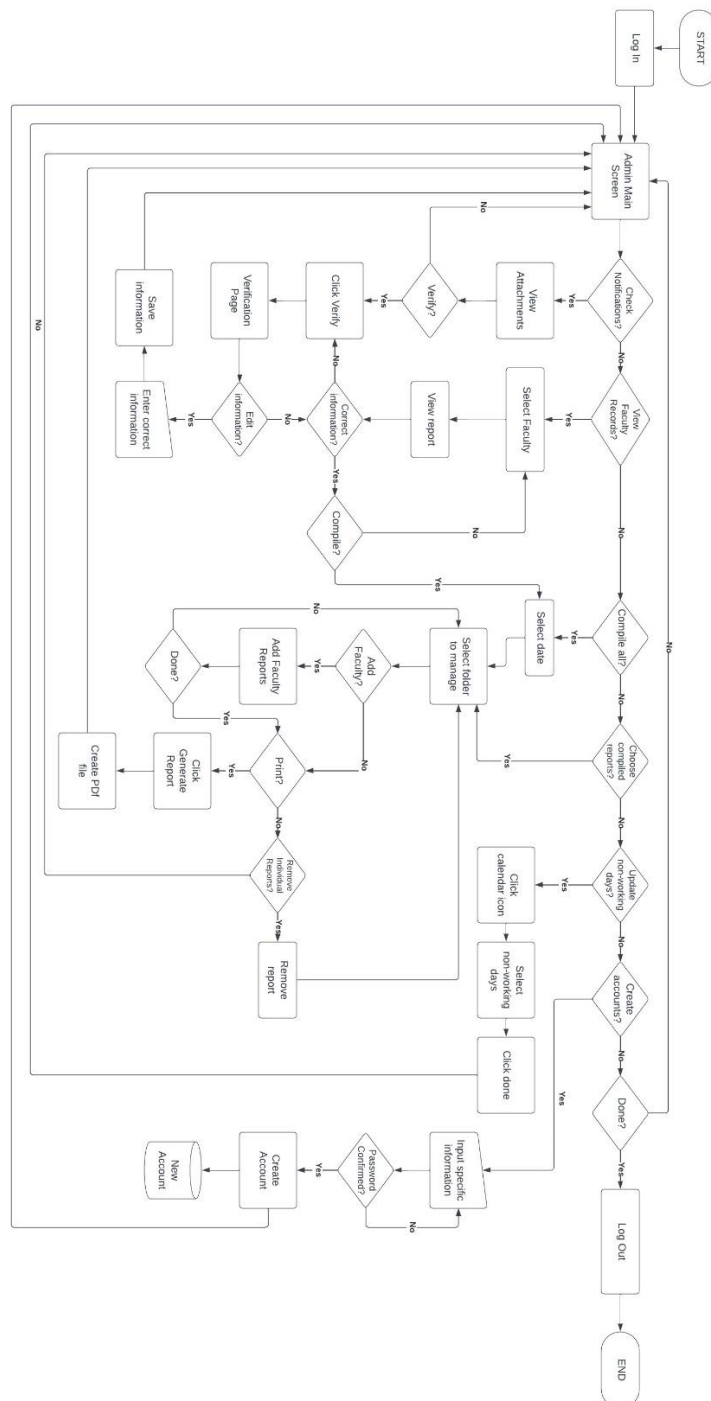 START
Log In
Admin Main
Screen
Check
Notifications?
Yes
No
View
Attachments
Verify?
No
Yes
Click Verify
Verification
Page
Edit
information?
No
Yes
Enter correct
information
Save
information
View
Faculty
Records?
Yes
No
Select Faculty
View report
Correct
information?
No
Yes
Compile?
No
Yes
Compile all?
Yes
No
Select date
Select folder
to manage
Add
Faculty?
Yes
No
Add Faculty
Reports
Done?
No
Yes
Print?
Yes
No
Click
Generate
Report
Create PDf
file
Remove
Individual
Reports?
No
Yes
Remove
report
Choose
compiled
reports?
Yes
No
Update
non-working
days?
Yes
No
Click
calendar icon
Select
non-working
days
Click done
Create
accounts?
Yes
No
Input specific
information
Password
Confirmed?
No
Yes
Create
Account
New
Account
Done?
No
Yes
Log Out
END